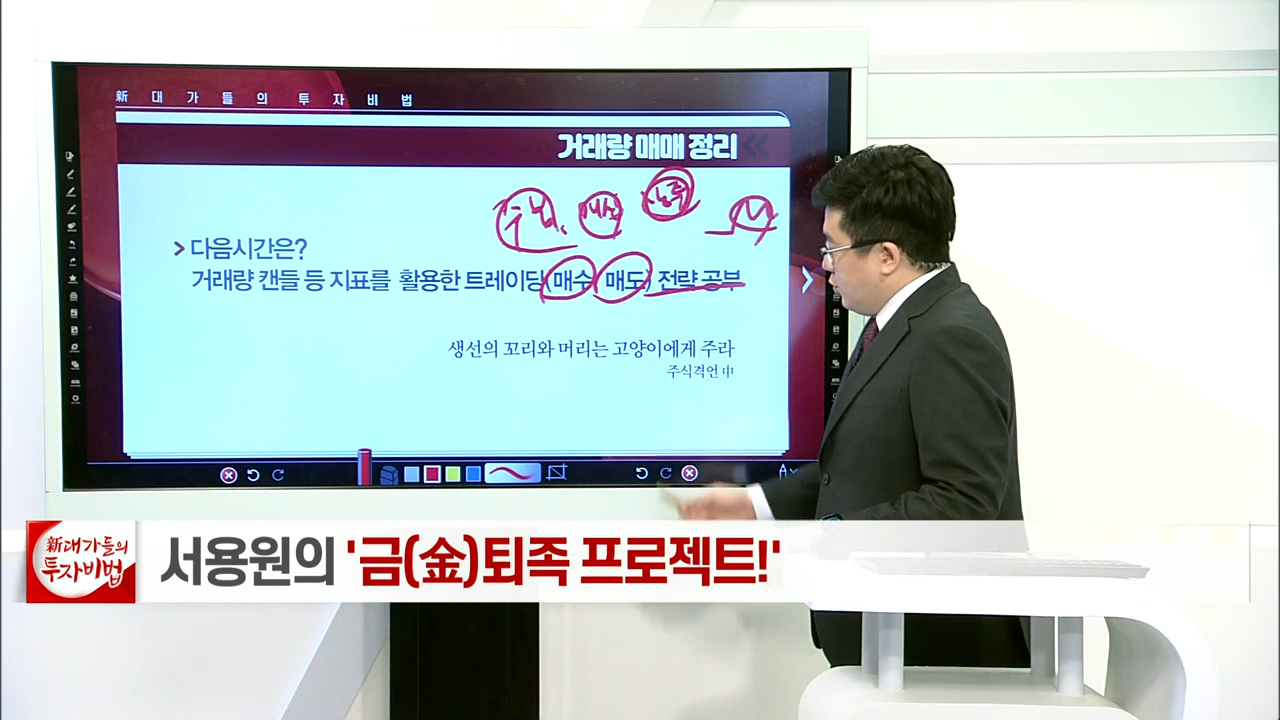 新 대 가 들 의 투 자 비 법
거래량 매매 정리
> 다음시간은?
거래량 캔들 등 지표를 활용한 트레이딩(매수 매도) 전략 공부
생선의 꼬리와 머리는 고양이에게 주라
주식격언 中
新대가들의
투자비법
서용원의 '금(金)퇴족 프로젝트!'